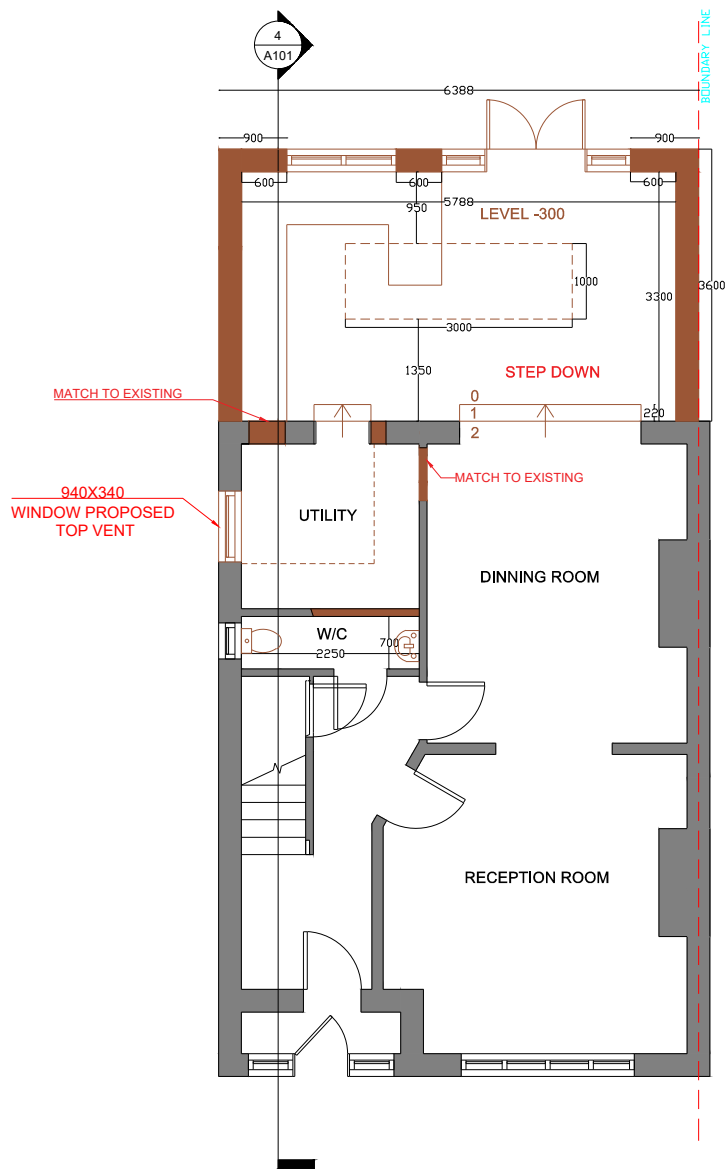 4
A101
BOUNDARY LINE
6388
900
900
600
600
600
5788
950
LEVEL -300
1000
3600
3300
3000
1350
STEP DOWN
MATCH TO EXISTING
0
1
2
220
MATCH TO EXISTING
940X340
WINDOW PROPOSED
TOP VENT
UTILITY
DINNING ROOM
W/C
700
2250
RECEPTION ROOM